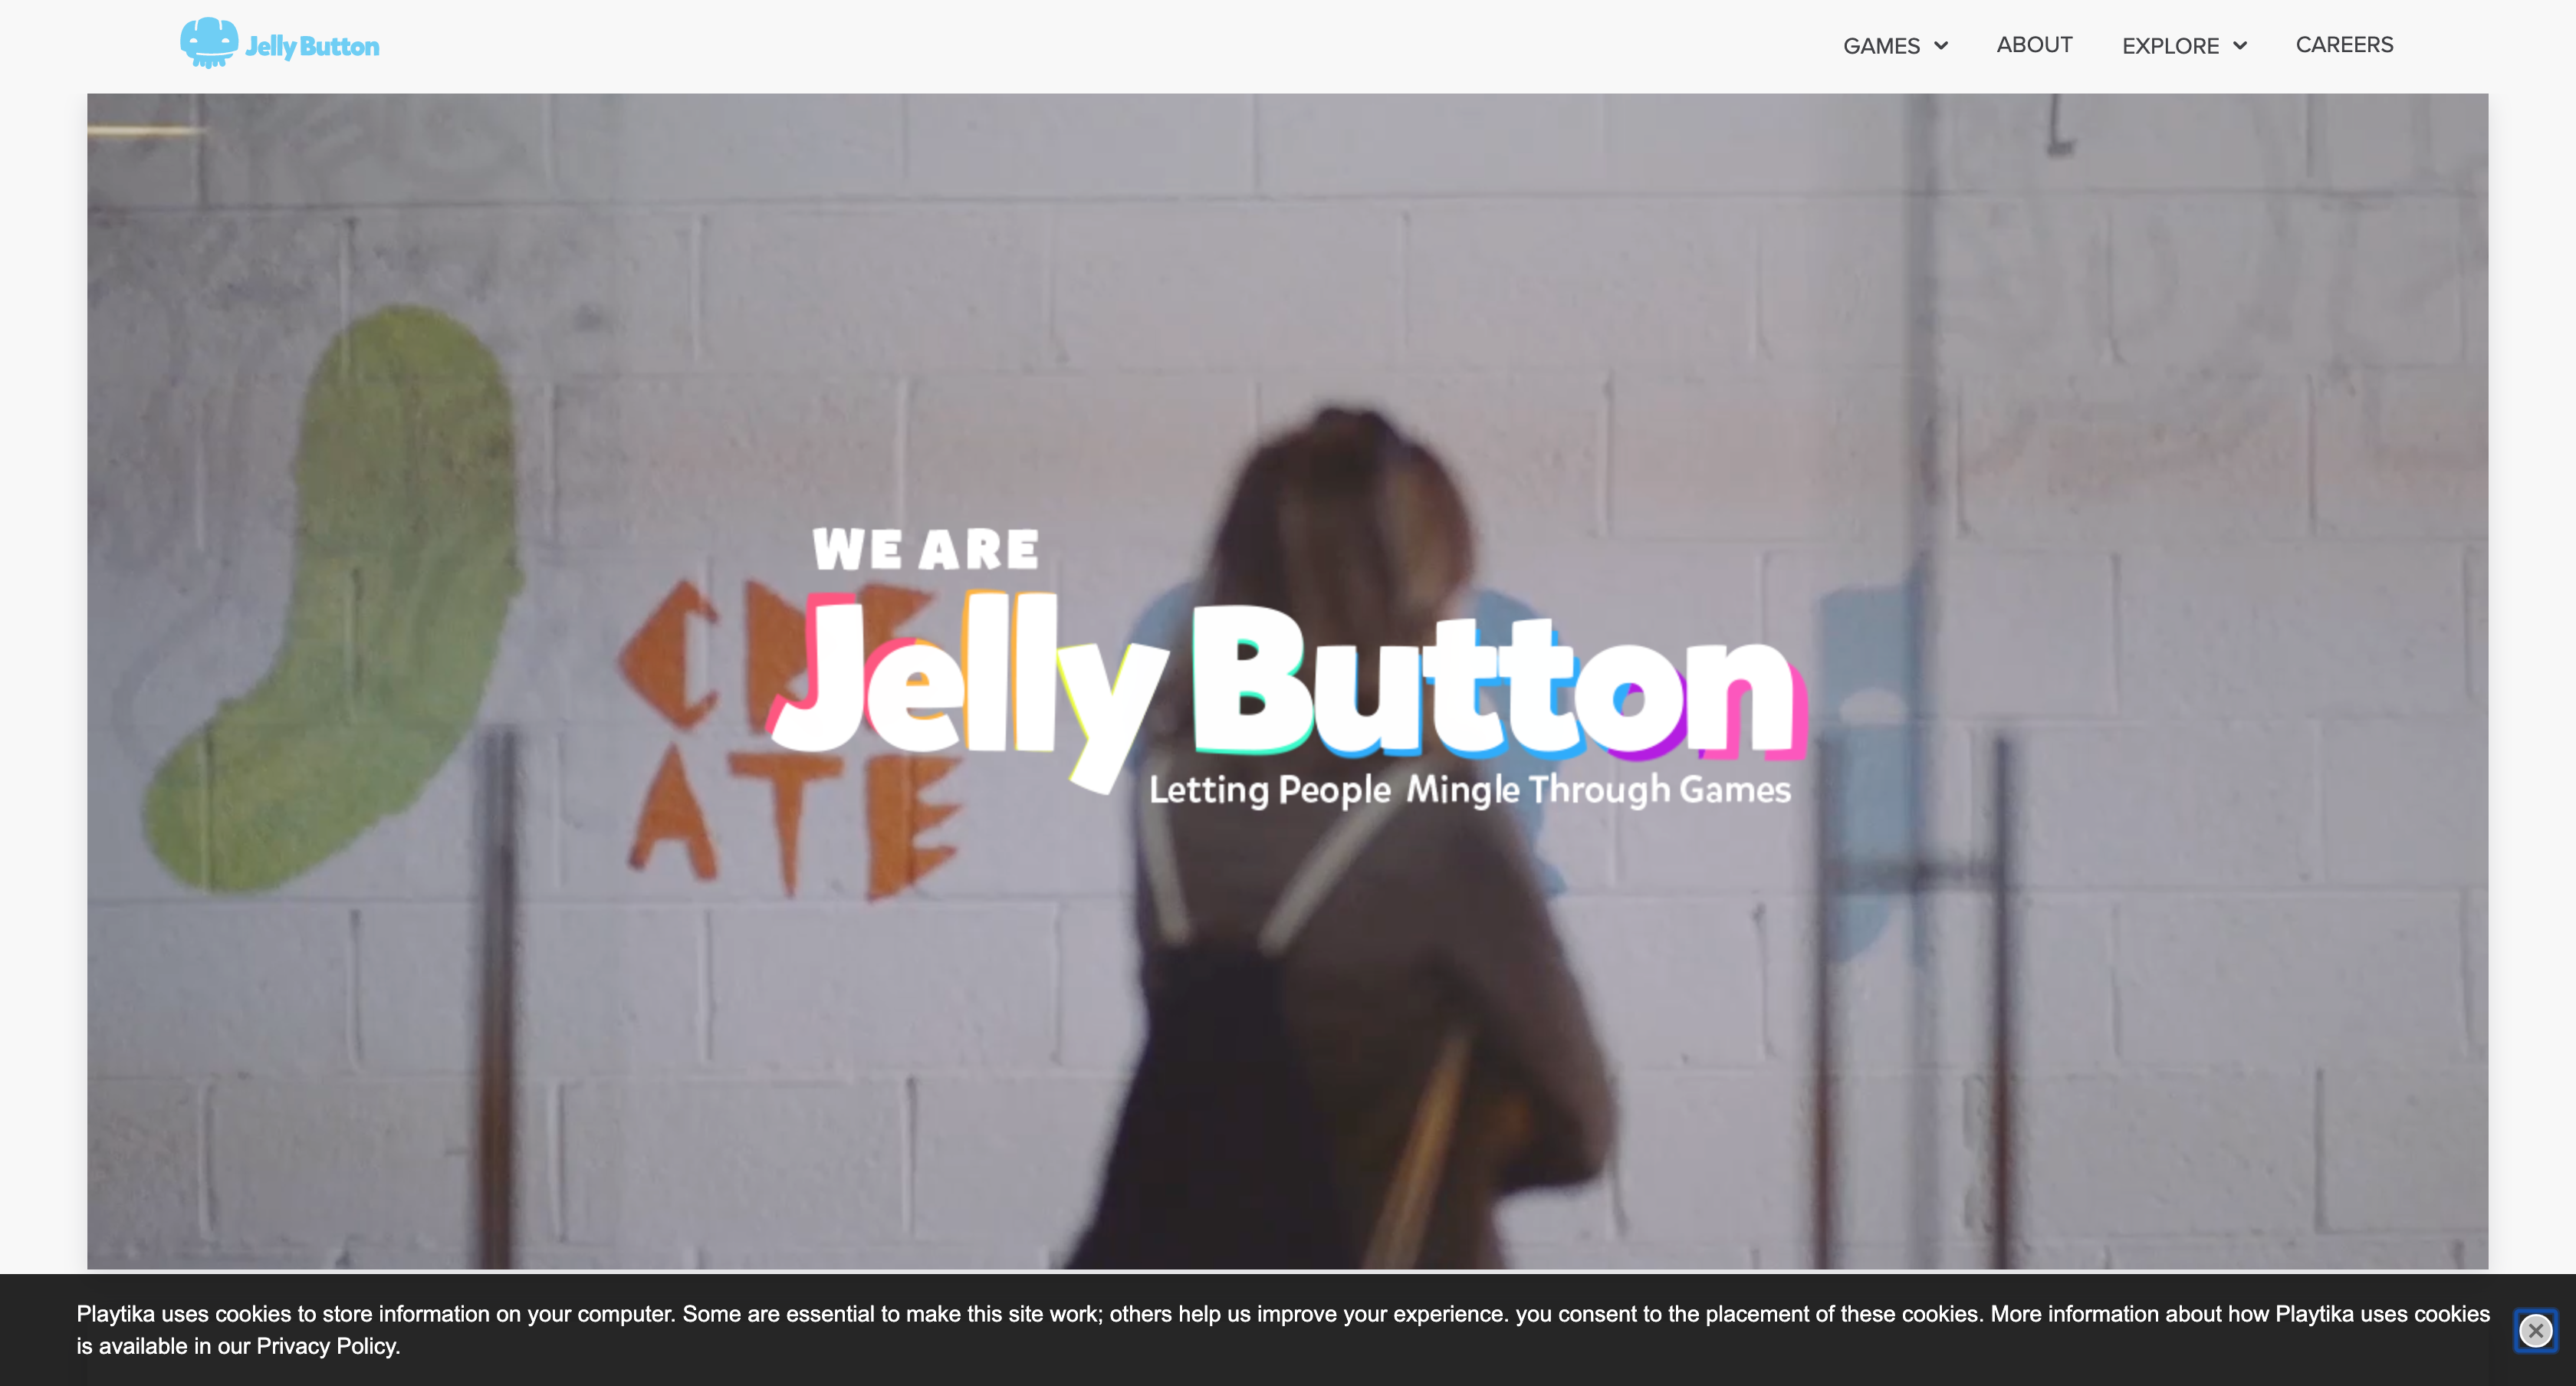 Jelly Button
GAMES
ABOUT
EXPLORE
CAREERS
WE ARE
Jelly Button
Letting People Mingle Through Games
CRE
ATE
Playtika uses cookies to store information on your computer. Some are essential to make this site work; others help us improve your experience. you consent to the placement of these cookies. More information about how Playtika uses cookies
is available in our Privacy Policy.